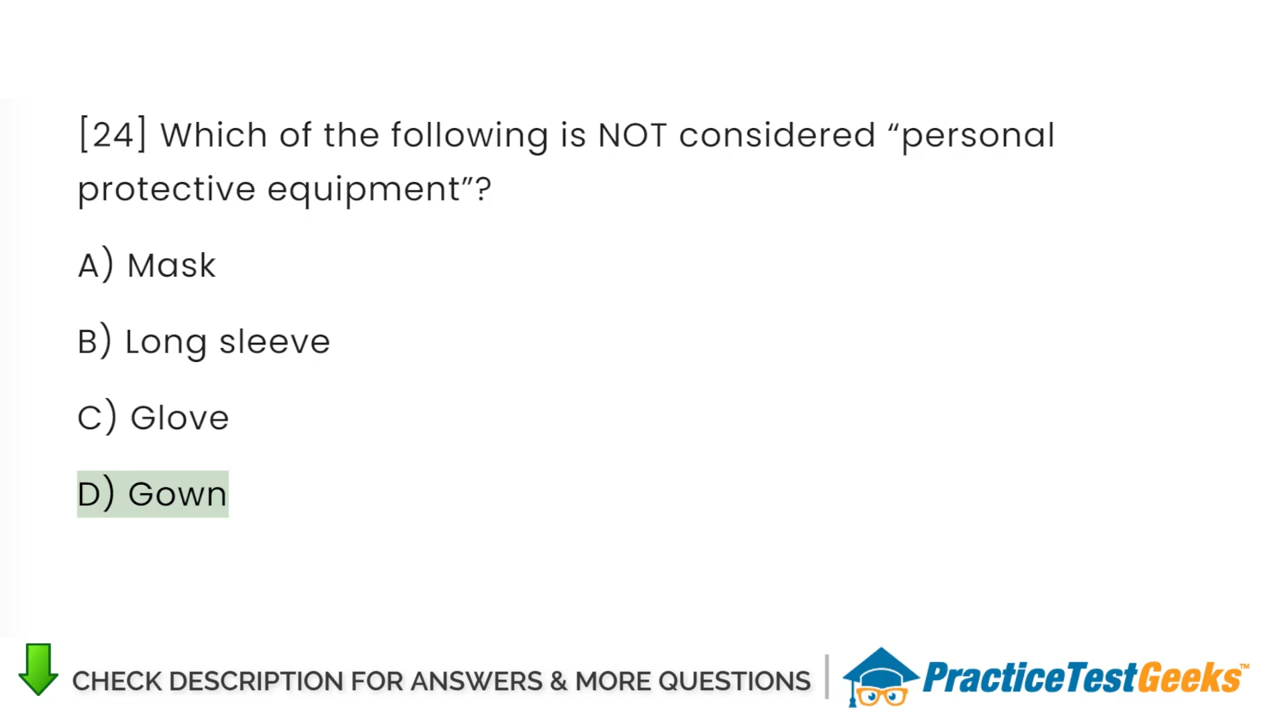 [24] Which of the following is NOT considered “personal
protective equipment”?
A) Mask
B) Long sleeve
C) Glove
D) Gown
CHECK DESCRIPTION FOR ANSWERS & MORE QUESTIONS
PracticeTestGeeks™